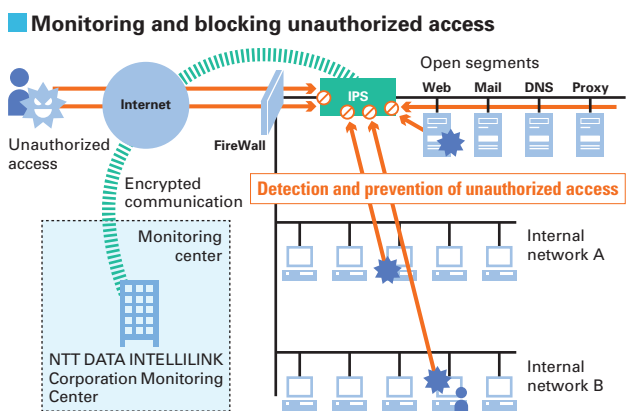 Monitoring and blocking unauthorized access
Open segments
IPS
Web Mail DNS Proxy
Internet
FireWall
Unauthorized
access
Encrypted
communication
Detection and prevention of unauthorized access
Monitoring
center
Internal
network A
NTT DATA INTELLILINK
Corporation Monitoring
Center
Internal
network B